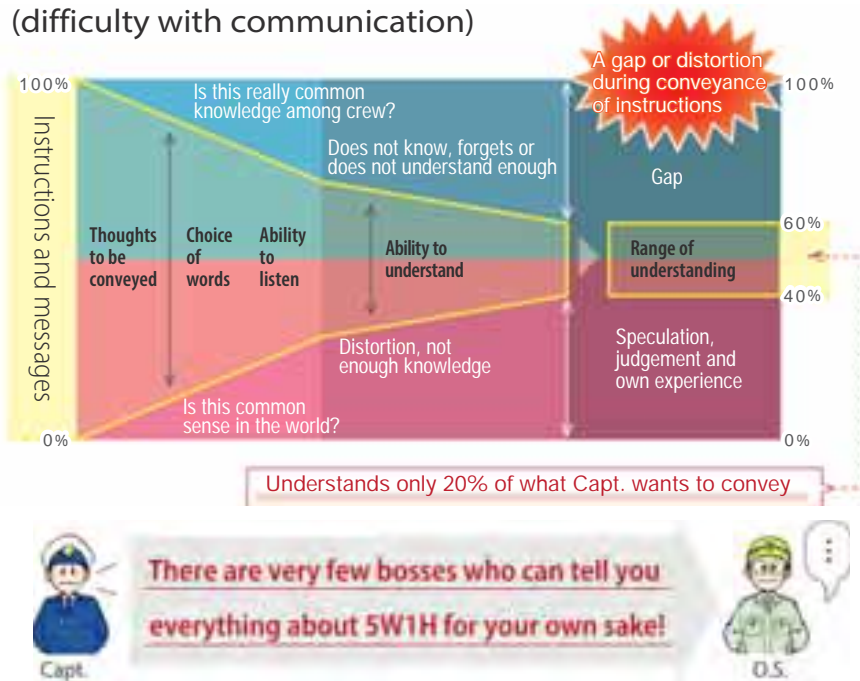 (difficulty with communication)
100%
Instructions and messages
0%
Is this really common
knowledge among crew?
Does not know, forgets or
does not understand enough
Thoughts
to be
conveyed
Choice
of
words
Ability
to
listen
Ability to
understand
Distortion, not
enough knowledge
Is this common
sense in the world?
A gap or distortion
during conveyance
of instructions
100%
Gap
60%
Range of
understanding
40%
Speculation,
judgement and
own experience
0%
Understands only 20% of what Capt. wants to convey
There are very few bosses who can tell you
everything about 5W1H for your own sake!
Capt.
...
O.S.